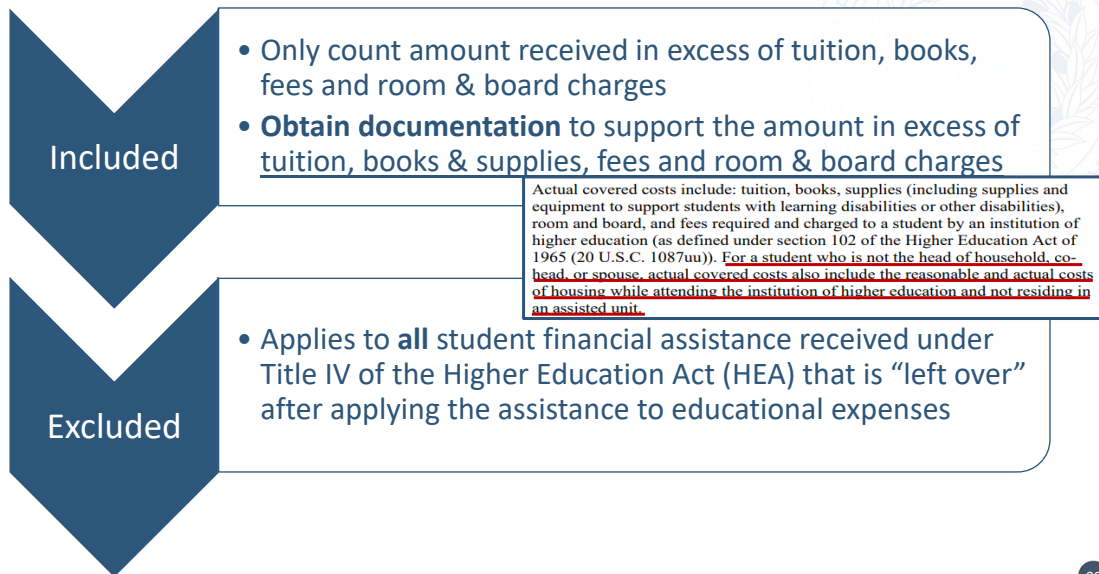 Included
• Only count amount received in excess of tuition, books,
fees and room & board charges
• Obtain documentation to support the amount in excess of
tuition, books & supplies, fees and room & board charges
Actual covered costs include: tuition, books, supplies (including supplies and
equipment to support students with learning disabilities or other disabilities),
room and board, and fees required and charged to a student by an institution of
higher education (as defined under section 102 of the Higher Education Act of
1965 (20 U.S.C. 1087uu)). For a student who is not the head of household, co-
head, or spouse, actual covered costs also include the reasonable and actual costs
of housing while attending the institution of higher education and not residing in
an assisted unit.
Excluded
• Applies to all student financial assistance received under
Title IV of the Higher Education Act (HEA) that is “left over”
after applying the assistance to educational expenses